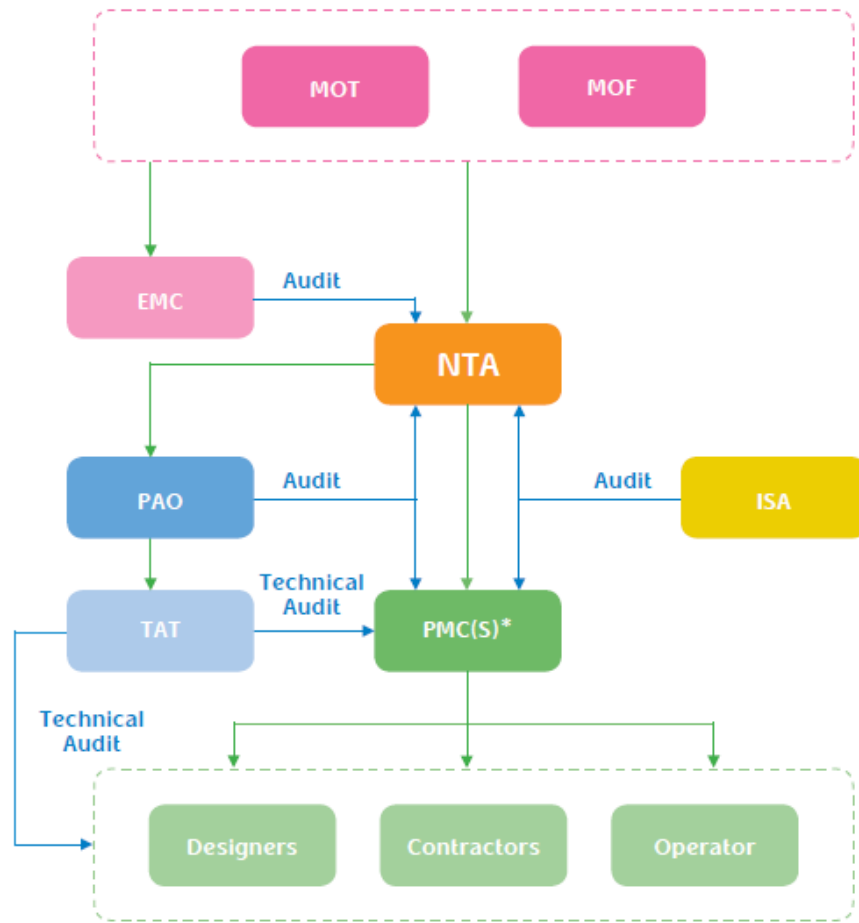 MOT
MOF
EMC
Audit
NTA
PAO
Audit
Audit
ISA
Technical
Audit
TAT
PMC(S)*
Technical
Audit
Designers
Contractors
Operator